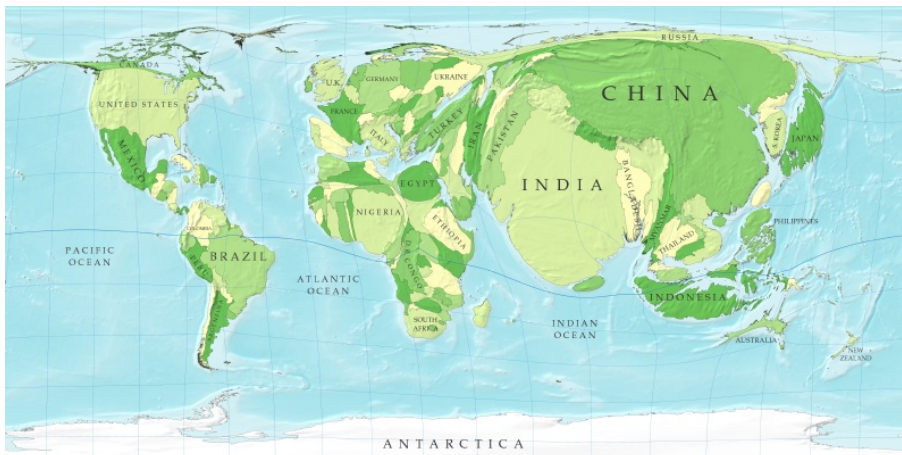 RUSSIA
CANADA
UNITED STATES
MEXICO
U.K.
GERMANY
UKRAINE
FRANCE
ITALY
TURKEY
IRAN
PAKISTAN
CHINA
S. KOREA
JAPAN
EGYPT
INDIA
BANGLADESH
MYANMAR
NIGERIA
ETHIOPIA
THAILAND
PHILIPPINES
COLOMBIA
PACIFIC
OCEAN
BRAZIL
PERU
D.R. CONGO
ATLANTIC
OCEAN
INDONESIA
ARGENTINA
SOUTH
AFRICA
INDIAN
OCEAN
AUSTRALIA
NEW
ZEALAND
ANTARCTICA